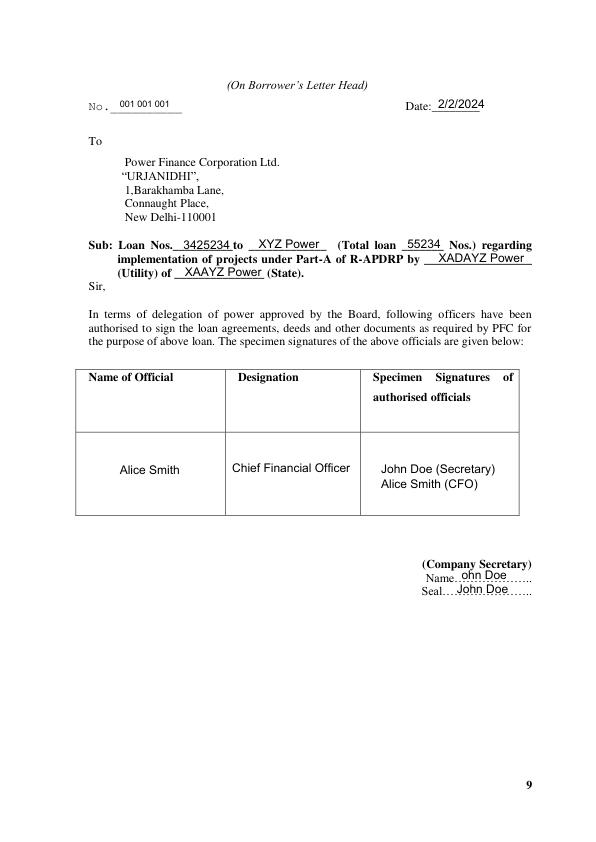 (On Borrower's Letter Head)
No. 001 001 001 Date: 2/2/2024
To
Power Finance Corporation Ltd.
“URJANIDHI”,
1,Barakhamba Lane,
Connaught Place,
New Delhi-110001
Sub: Loan Nos. 3425234 to XYZ Power (Total loan 55234 Nos.) regarding
implementation of projects under Part-A of R-APDRP by XADAYZ Power
(Utility) of XAAYZ Power (State).
Sir,
In terms of delegation of power approved by the Board, following officers have been
authorised to sign the loan agreements, deeds and other documents as required by PFC for
the purpose of above loan. The specimen signatures of the above officials are given below:
Name of Official Designation Specimen Signatures of
authorised officials
Alice Smith Chief Financial Officer John Doe (Secretary)
Alice Smith (CFO)
(Company Secretary)
Name ohn Doe
Seal John Doe
9